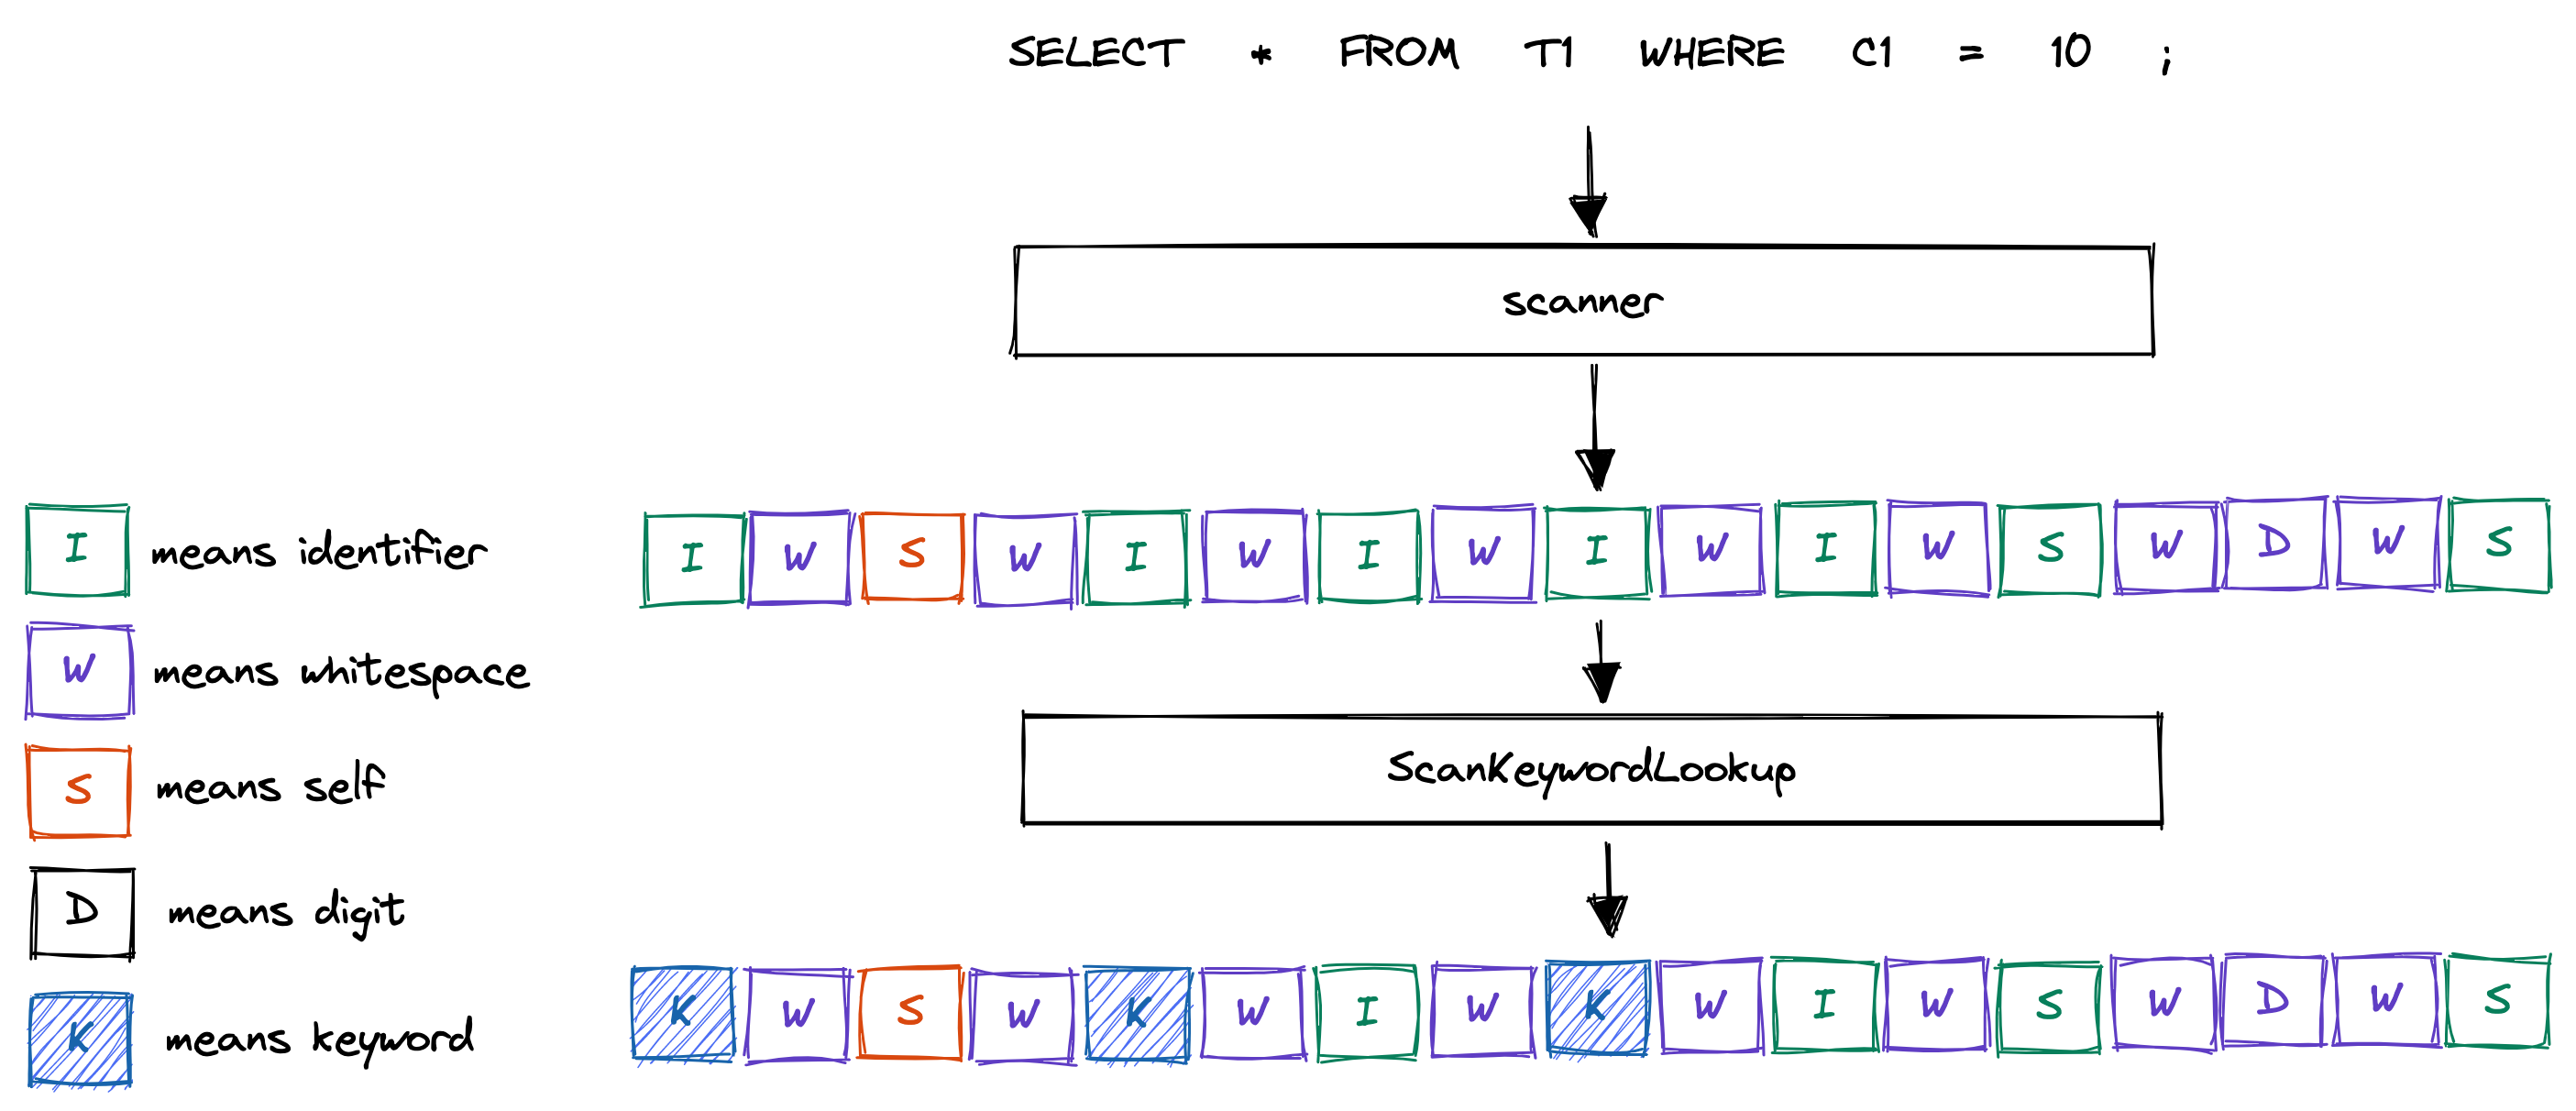 SELECT * FROM T1 WHERE C1 = 10 ;
scanner
I means identifier
I W S W I W I W I W I W S W D W S
W means whitespace
S means self
ScanKeywordLookup
D means digit
K means keyword
K W S W K W I W K W I W S W D W S